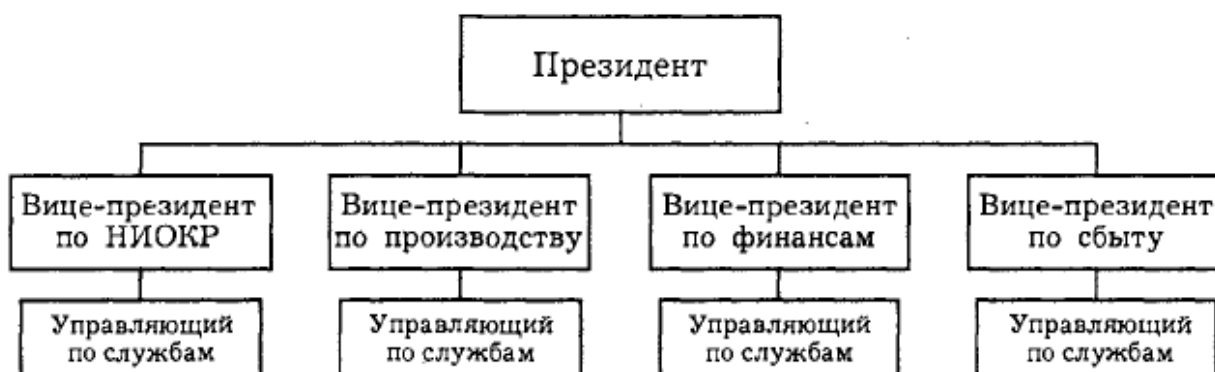 Президент
Вице-президент
по НИОКР
Вице-президент
по производству
Вице-президент
по финансам
Вице-президент
по сбыту
Управляющий
по службам
Управляющий
по службам
Управляющий
по службам
Управляющий
по службам